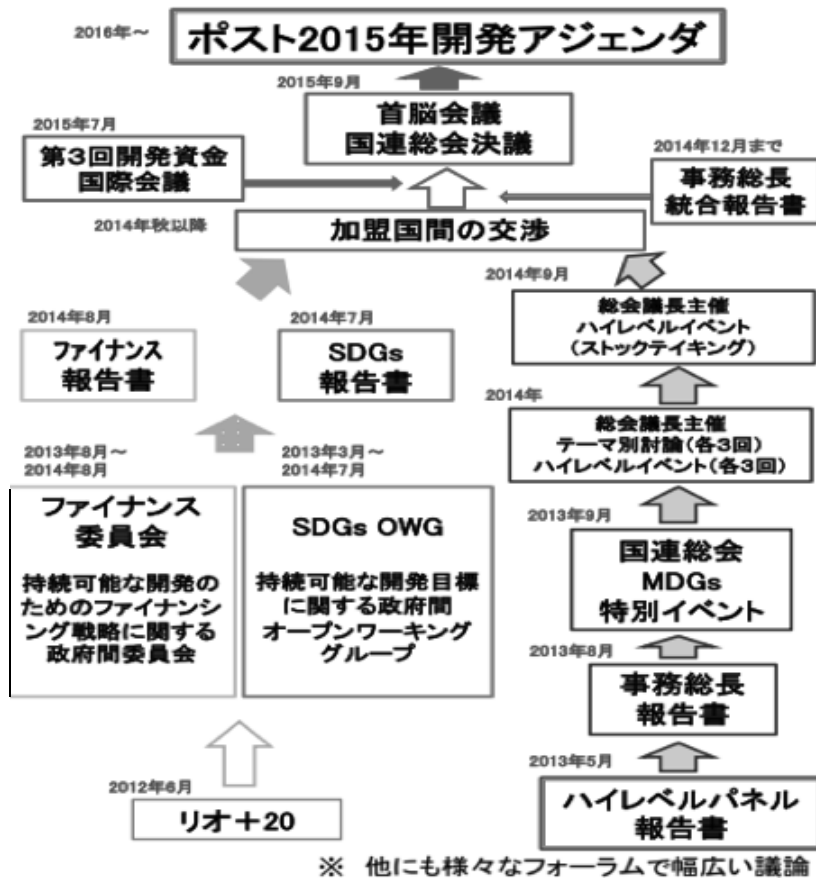 2016年～
ポスト2015年開発アジェンダ
2015年9月
首脳会議
国連総会決議
2015年7月
第３回開発資金
国際会議
2014年12月まで
事務総長
統合報告書
2014年秋以降
加盟国間の交渉
2014年8月
ファイナンス
報告書
2014年7月
SDGs
報告書
2014年9月
総会議長主催
ハイレベルイベント
(ストックテイキング)
2014年
総会議長主催
テーマ別討論(各３回)
ハイレベルイベント(各３回)
2013年8月～
2014年8月
ファイナンス
委員会
持続可能な開発の
ためのファイナンシ
ング戦略に関する
政府間委員会
2013年3月～
2014年7月
SDGs OWG
持続可能な開発目標
に関する政府間
オープンワーキング
グループ
2013年9月
国連総会
MDGs
特別イベント
2013年8月
事務総長
報告書
2012年6月
リオ＋20
2013年5月
ハイレベルパネル
報告書
※ 他にも様々なフォーラムで幅広い議論